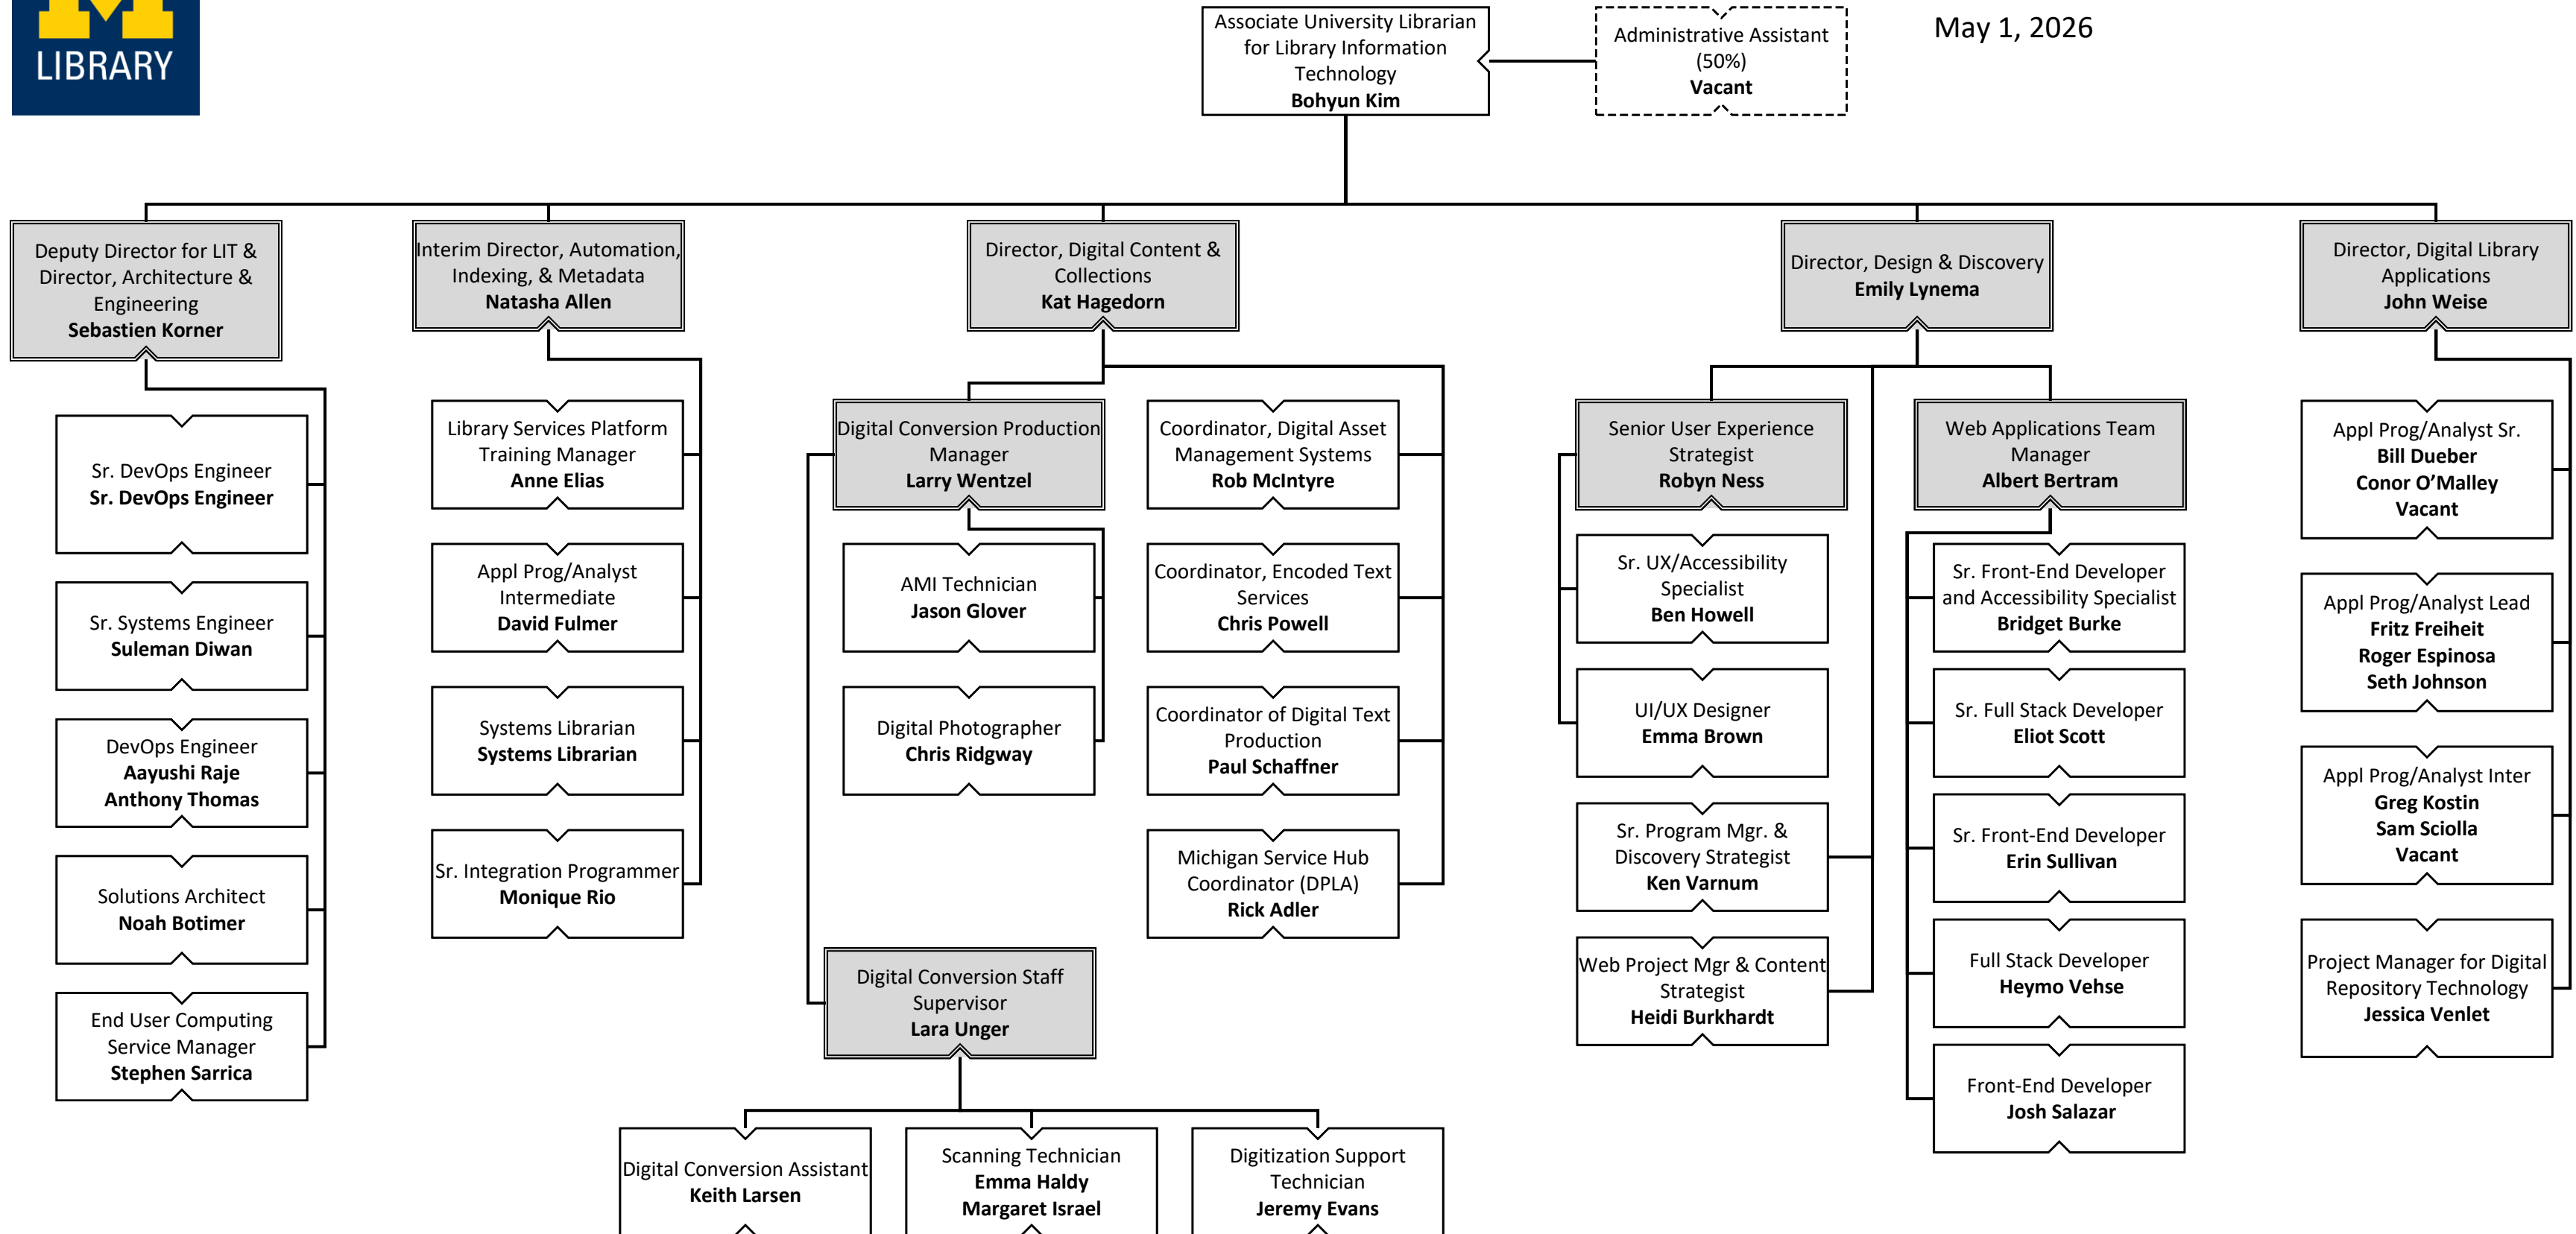 M
LIBRARY
Associate University Librarian
for Library Information
Technology
Bohyun Kim
Administrative Assistant
(50%)
Vacant
May 1, 2026
Deputy Director for LIT &
Director, Architecture &
Engineering
Sebastien Korner
Interim Director, Automation,
Indexing, & Metadata
Natasha Allen
Director, Digital Content &
Collections
Kat Hagedorn
Director, Design & Discovery
Emily Lynema
Director, Digital Library
Applications
John Weise
Sr. DevOps Engineer
Sr. DevOps Engineer
Sr. Systems Engineer
Suleman Diwan
DevOps Engineer
Aayushi Raje
Anthony Thomas
Solutions Architect
Noah Botimer
End User Computing
Service Manager
Stephen Sarrica
Library Services Platform
Training Manager
Anne Elias
Appl Prog/Analyst
Intermediate
David Fulmer
Systems Librarian
Systems Librarian
Sr. Integration Programmer
Monique Rio
Digital Conversion Production
Manager
Larry Wentzel
AMI Technician
Jason Glover
Digital Photographer
Chris Ridgway
Coordinator, Digital Asset
Management Systems
Rob McIntyre
Coordinator, Encoded Text
Services
Chris Powell
Coordinator of Digital Text
Production
Paul Schaffner
Michigan Service Hub
Coordinator (DPLA)
Rick Adler
Digital Conversion Staff
Supervisor
Lara Unger
Digital Conversion Assistant
Keith Larsen
Scanning Technician
Emma Haldy
Margaret Israel
Digitization Support
Technician
Jeremy Evans
Senior User Experience
Strategist
Robyn Ness
Sr. UX/Accessibility
Specialist
Ben Howell
UI/UX Designer
Emma Brown
Sr. Program Mgr. &
Discovery Strategist
Ken Varnum
Web Project Mgr & Content
Strategist
Heidi Burkhardt
Web Applications Team
Manager
Albert Bertram
Sr. Front-End Developer
and Accessibility Specialist
Bridget Burke
Sr. Full Stack Developer
Eliot Scott
Sr. Front-End Developer
Erin Sullivan
Full Stack Developer
Heymo Vehse
Front-End Developer
Josh Salazar
Appl Prog/Analyst Sr.
Bill Dueber
Conor O’Malley
Vacant
Appl Prog/Analyst Lead
Fritz Freiheit
Roger Espinosa
Seth Johnson
Appl Prog/Analyst Inter
Greg Kostin
Sam Sciolla
Vacant
Project Manager for Digital
Repository Technology
Jessica Venlet